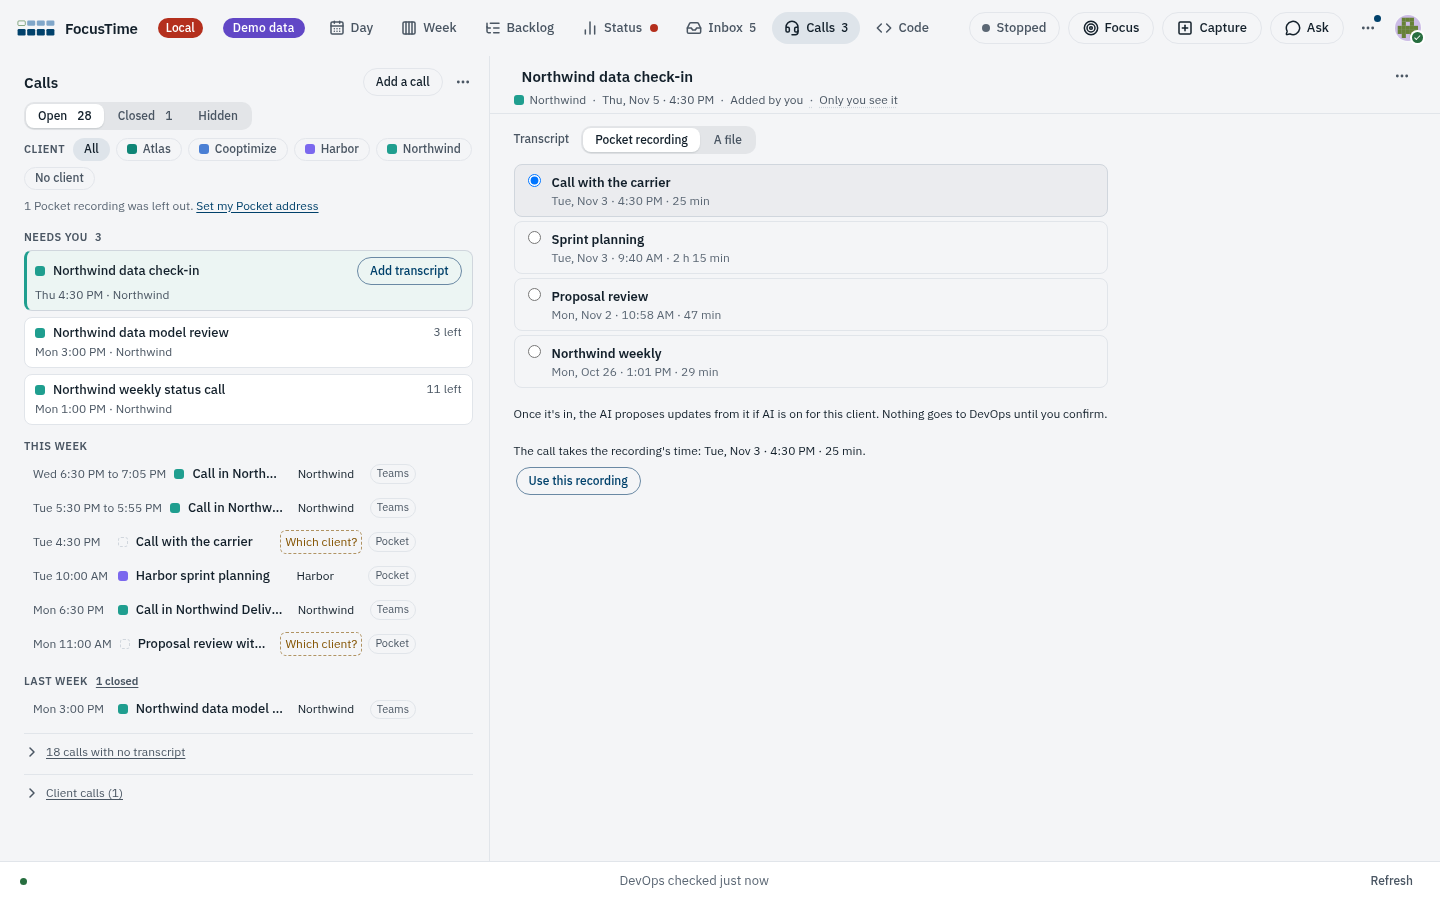 FocusTime
Local
Demo data
Day
Week
Backlog
Status
Inbox 5
Calls 3
Code
Stopped
Focus
Capture
Ask
Calls
Add a call
Open 28
Closed 1
Hidden
CLIENT
All
Atlas
Cooptimize
Harbor
Northwind
No client
1 Pocket recording was left out. Set my Pocket address
NEEDS YOU 3
Northwind data check-in
Add transcript
Thu 4:30 PM · Northwind
Northwind data model review
3 left
Mon 3:00 PM · Northwind
Northwind weekly status call
11 left
Mon 1:00 PM · Northwind
THIS WEEK
Wed 6:30 PM to 7:05 PM Call in North... Northwind Teams
Tue 5:30 PM to 5:55 PM Call in Northw... Northwind Teams
Tue 4:30 PM Call with the carrier Which client? Pocket
Tue 10:00 AM Harbor sprint planning Harbor Pocket
Mon 6:30 PM Call in Northwind Deliv... Northwind Teams
Mon 11:00 AM Proposal review wit... Which client? Pocket
LAST WEEK 1 closed
Mon 3:00 PM Northwind data model ... Northwind Teams
18 calls with no transcript
Client calls (1)
Northwind data check-in
Northwind · Thu, Nov 5 · 4:30 PM · Added by you · Only you see it
Transcript
Pocket recording
A file
Call with the carrier
Tue, Nov 3 · 4:30 PM · 25 min
Sprint planning
Tue, Nov 3 · 9:40 AM · 2 h 15 min
Proposal review
Mon, Nov 2 · 10:58 AM · 47 min
Northwind weekly
Mon, Oct 26 · 1:01 PM · 29 min
Once it's in, the AI proposes updates from it if AI is on for this client. Nothing goes to DevOps until you confirm.
The call takes the recording's time: Tue, Nov 3 · 4:30 PM · 25 min.
Use this recording
DevOps checked just now
Refresh